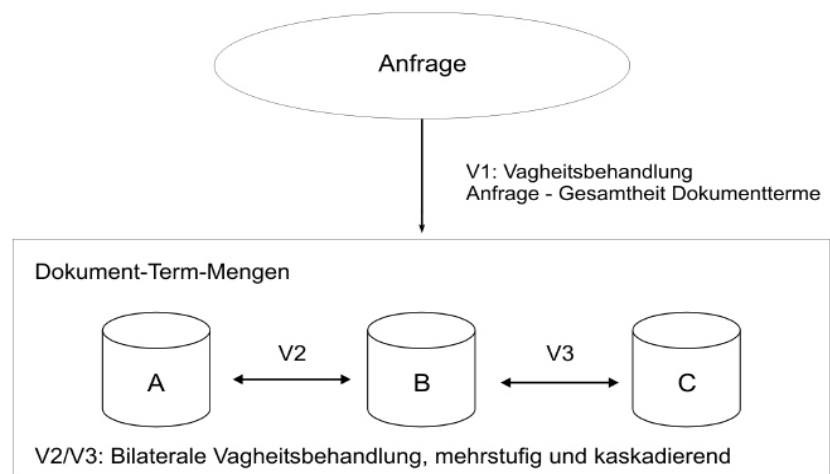 Anfrage
V1: Vagheitsbehandlung
Anfrage - Gesamtheit Dokumentterme
Dokument-Term-Mengen
V2
V3
A
B
C
V2/V3: Bilaterale Vagheitsbehandlung, mehrstufig und kaskadierend